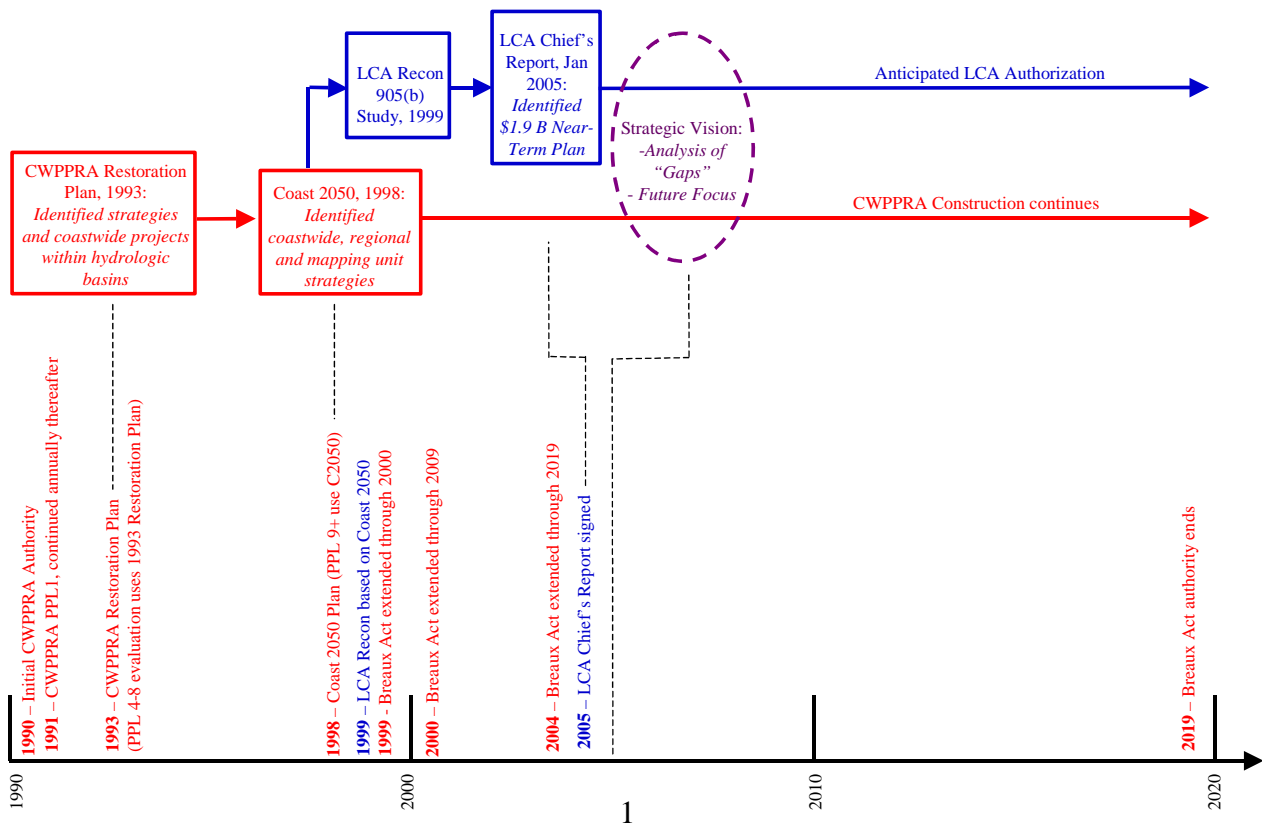 LCA Recon
905(b)
Study, 1999
LCA Chief’s
Report, Jan
2005:
Identified
$1.9 B Near-
Term Plan
Anticipated LCA Authorization
Strategic Vision:
-Analysis of
“Gaps”
- Future Focus
CWPPRA Restoration
Plan, 1993:
Identified strategies
and coastwide projects
within hydrologic
basins
Coast 2050, 1998:
Identified
coastwide, regional
and mapping unit
strategies
CWPPRA Construction continues
1990 – Initial CWPPRA Authority
1991 – CWPPRA PPL1, continued annually thereafter
1993 – CWPPRA Restoration Plan
(PPL 4-8 evaluation uses 1993 Restoration Plan)
1998 – Coast 2050 Plan (PPL 9+ use C2050)
1999 – LCA Recon based on Coast 2050
1999 - Breaux Act extended through 2000
2000 – Breaux Act extended through 2009
2004 – Breaux Act extended through 2019
2005 – LCA Chief’s Report signed
2019 – Breaux Act authority ends
1990
2000
2010
2020
1